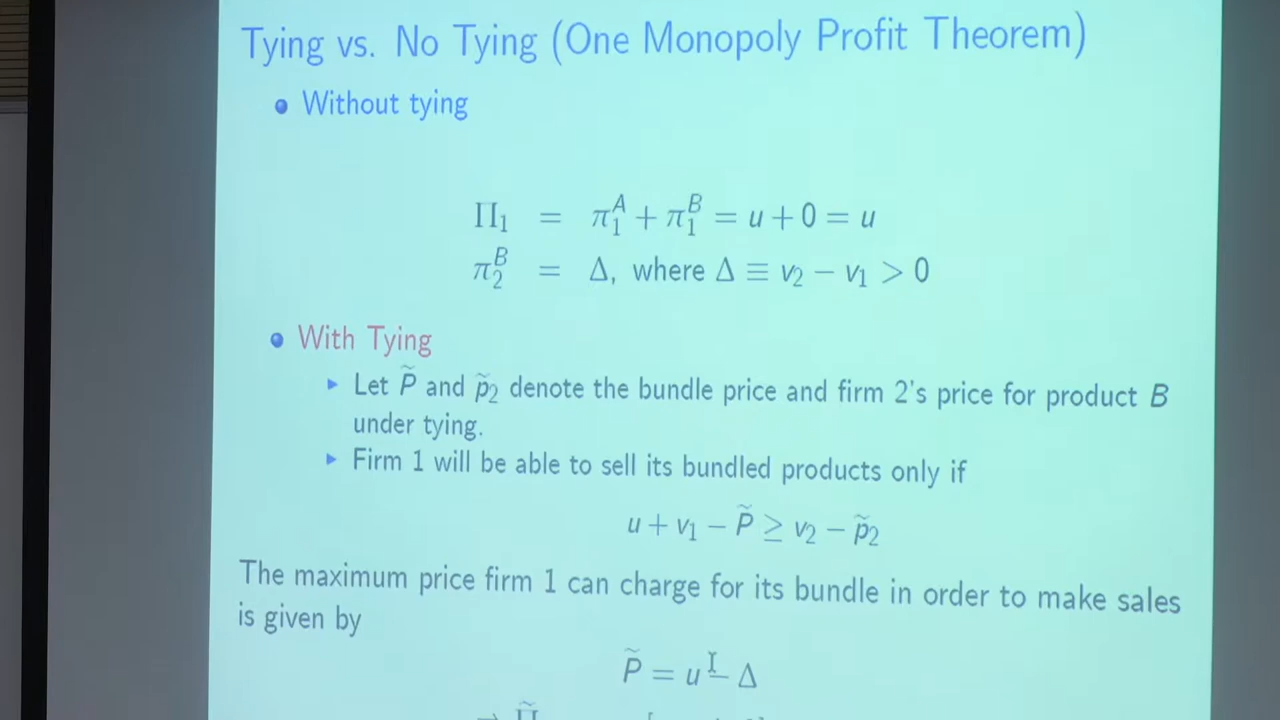 Tying vs. No Tying (One Monopoly Profit Theorem)
Without tying
Π₁ = π₁ᴬ + π₁ᴮ = u + 0 = u
π₂ᴮ = Δ, where Δ ≡ v₂ − v₁ > 0
With Tying
Let P̃ and p̃₂ denote the bundle price and firm 2's price for product B
under tying.
Firm 1 will be able to sell its bundled products only if
u + v₁ − P̃ ≥ v₂ − p̃₂
The maximum price firm 1 can charge for its bundle in order to make sales
is given by
P̃ = u − Δ